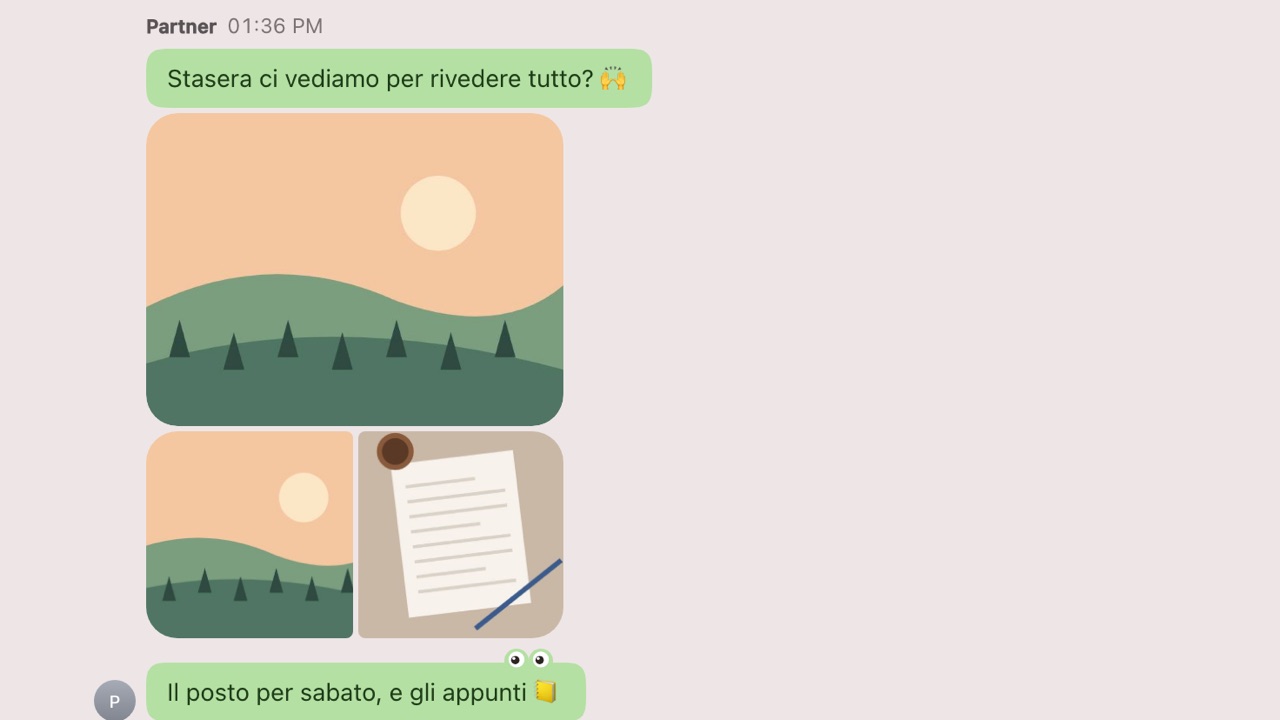 Partner 01:36 PM
Stasera ci vediamo per rivedere tutto? 🙌
Il posto per sabato, e gli appunti 📒
P